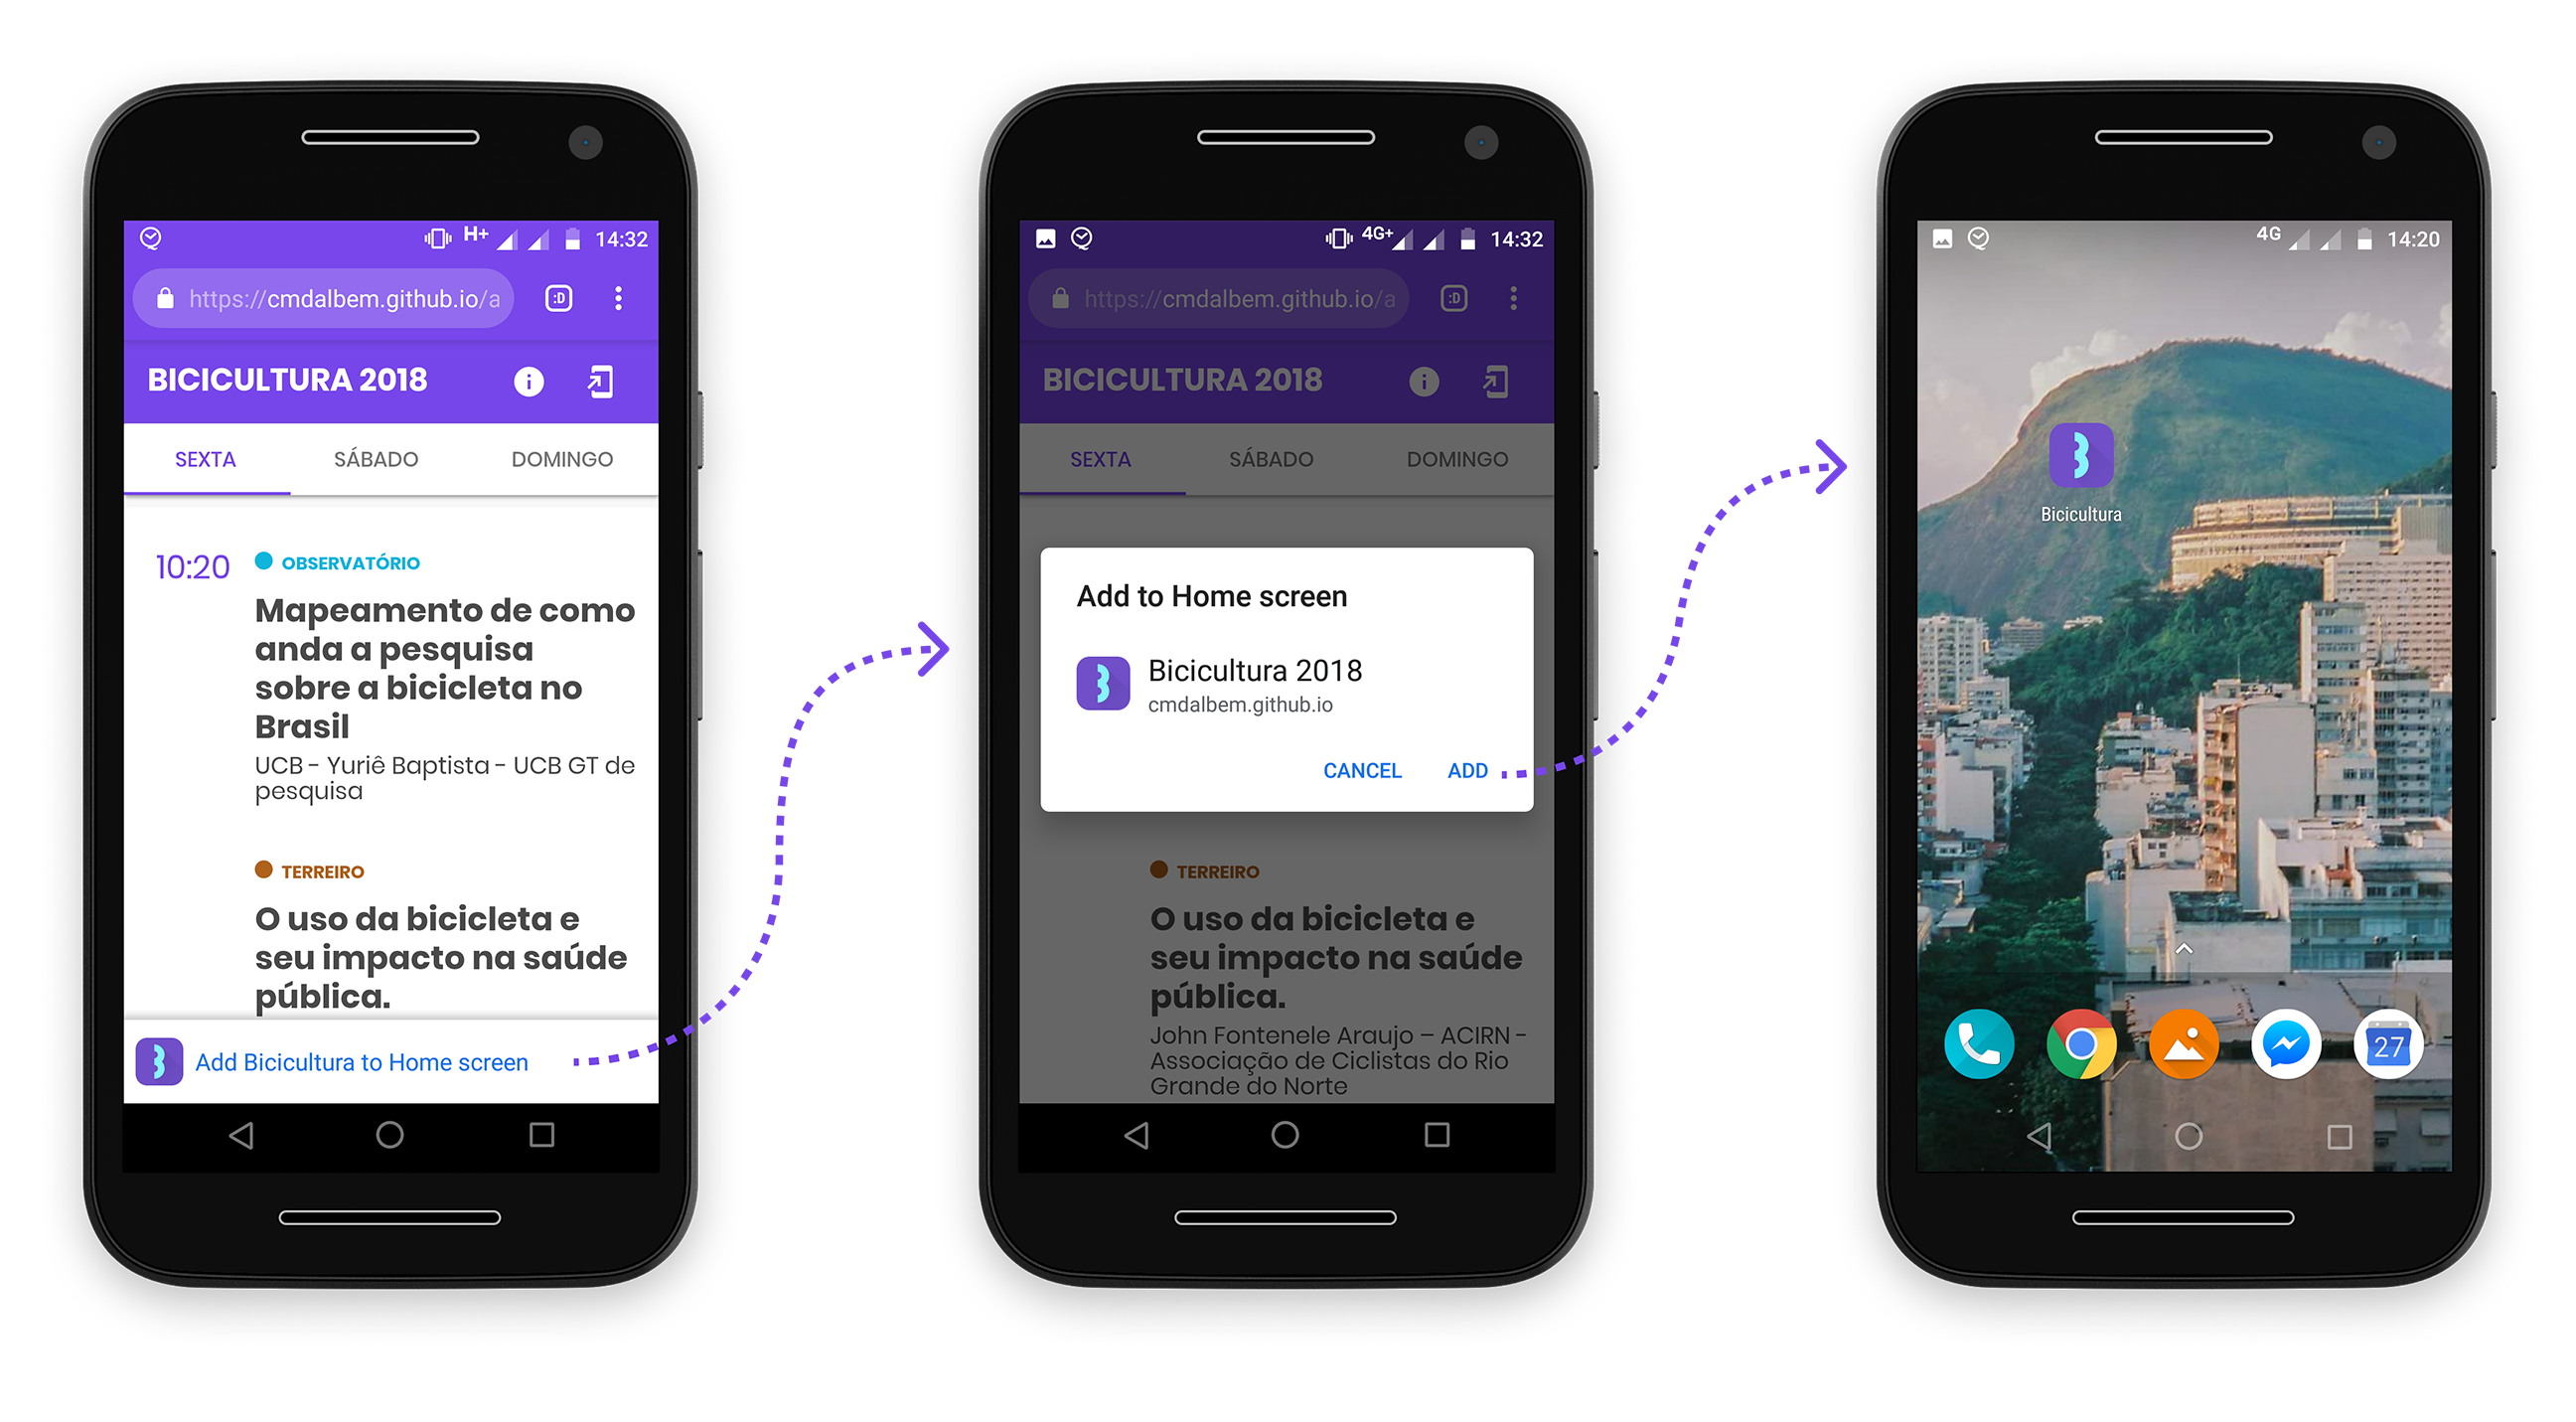 H+ 14:32
https://cmdalbem.github.io/a :D
BICICULTURA 2018
SEXTA SÁBADO DOMINGO
10:20 OBSERVATÓRIO
Mapeamento de como
anda a pesquisa
sobre a bicicleta no
Brasil
UCB - Yuriê Baptista - UCB GT de
pesquisa
TERREIRO
O uso da bicicleta e
seu impacto na saúde
pública.
Add Bicicultura to Home screen
4G+ 14:32
https://cmdalbem.github.io/a :D
BICICULTURA 2018
SEXTA SÁBADO DOMINGO
Add to Home screen
Bicicultura 2018
cmdalbem.github.io
CANCEL ADD
TERREIRO
O uso da bicicleta e
seu impacto na saúde
pública.
John Fontenele Araujo – ACIRN -
Associação de Ciclistas do Rio
Grande do Norte
4G 14:20
Bicicultura
27